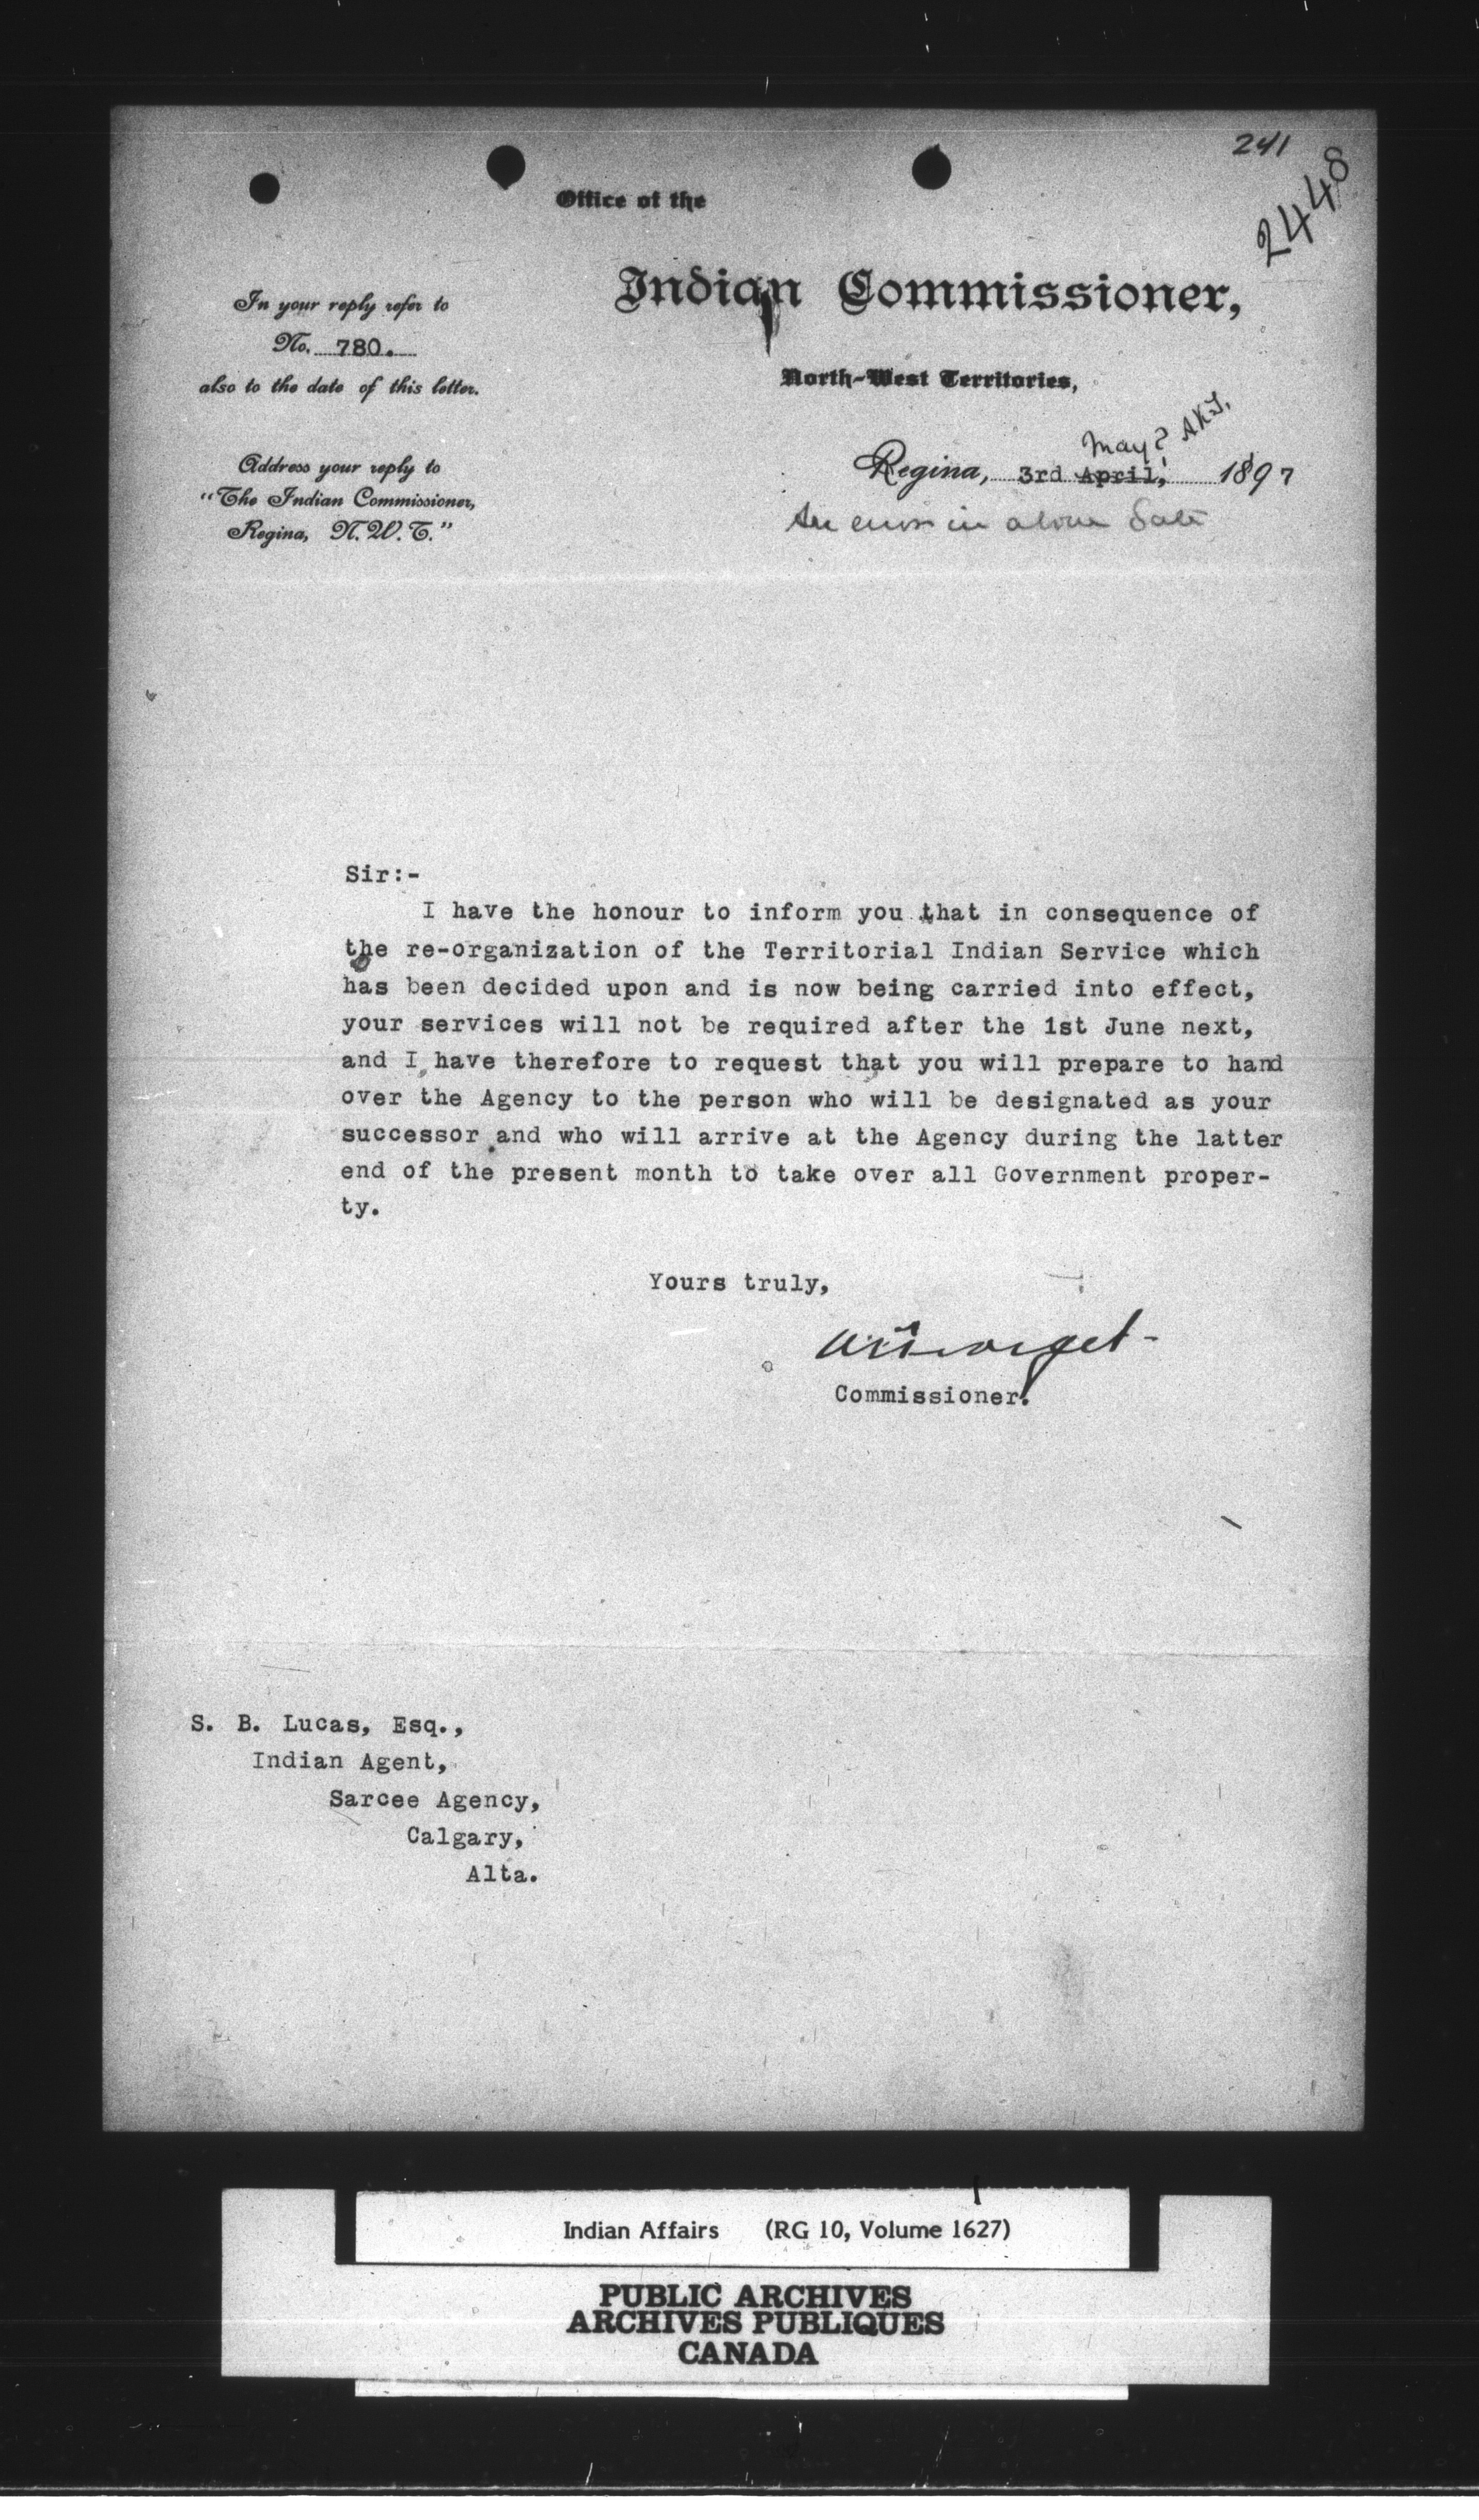 241
2448
Office of the
Indian Commissioner,
North-West Territories,
In your reply refer to
No. 780.
also to the date of this letter.
Address your reply to
"The Indian Commissioner,
Regina, N.W.T."
May? AKF,
Regina, 3rd April, 1897
An error in above date
Sir:-
I have the honour to inform you that in consequence of
the re-organization of the Territorial Indian Service which
has been decided upon and is now being carried into effect,
your services will not be required after the 1st June next,
and I have therefore to request that you will prepare to hand
over the Agency to the person who will be designated as your
successor and who will arrive at the Agency during the latter
end of the present month to take over all Government proper-
ty.
Yours truly,
Commissioner.
S. B. Lucas, Esq.,
Indian Agent,
Sarcee Agency,
Calgary,
Alta.
Indian Affairs (RG 10, Volume 1627)
PUBLIC ARCHIVES
ARCHIVES PUBLIQUES
CANADA